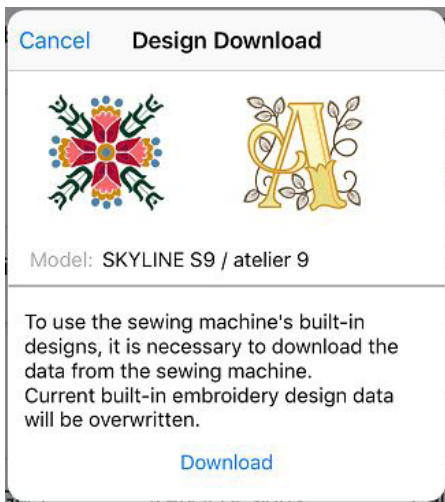 Cancel Design Download
A
Model: SKYLINE S9 / atelier 9
To use the sewing machine's built-in
designs, it is necessary to download the
data from the sewing machine.
Current built-in embroidery design data
will be overwritten.
Download